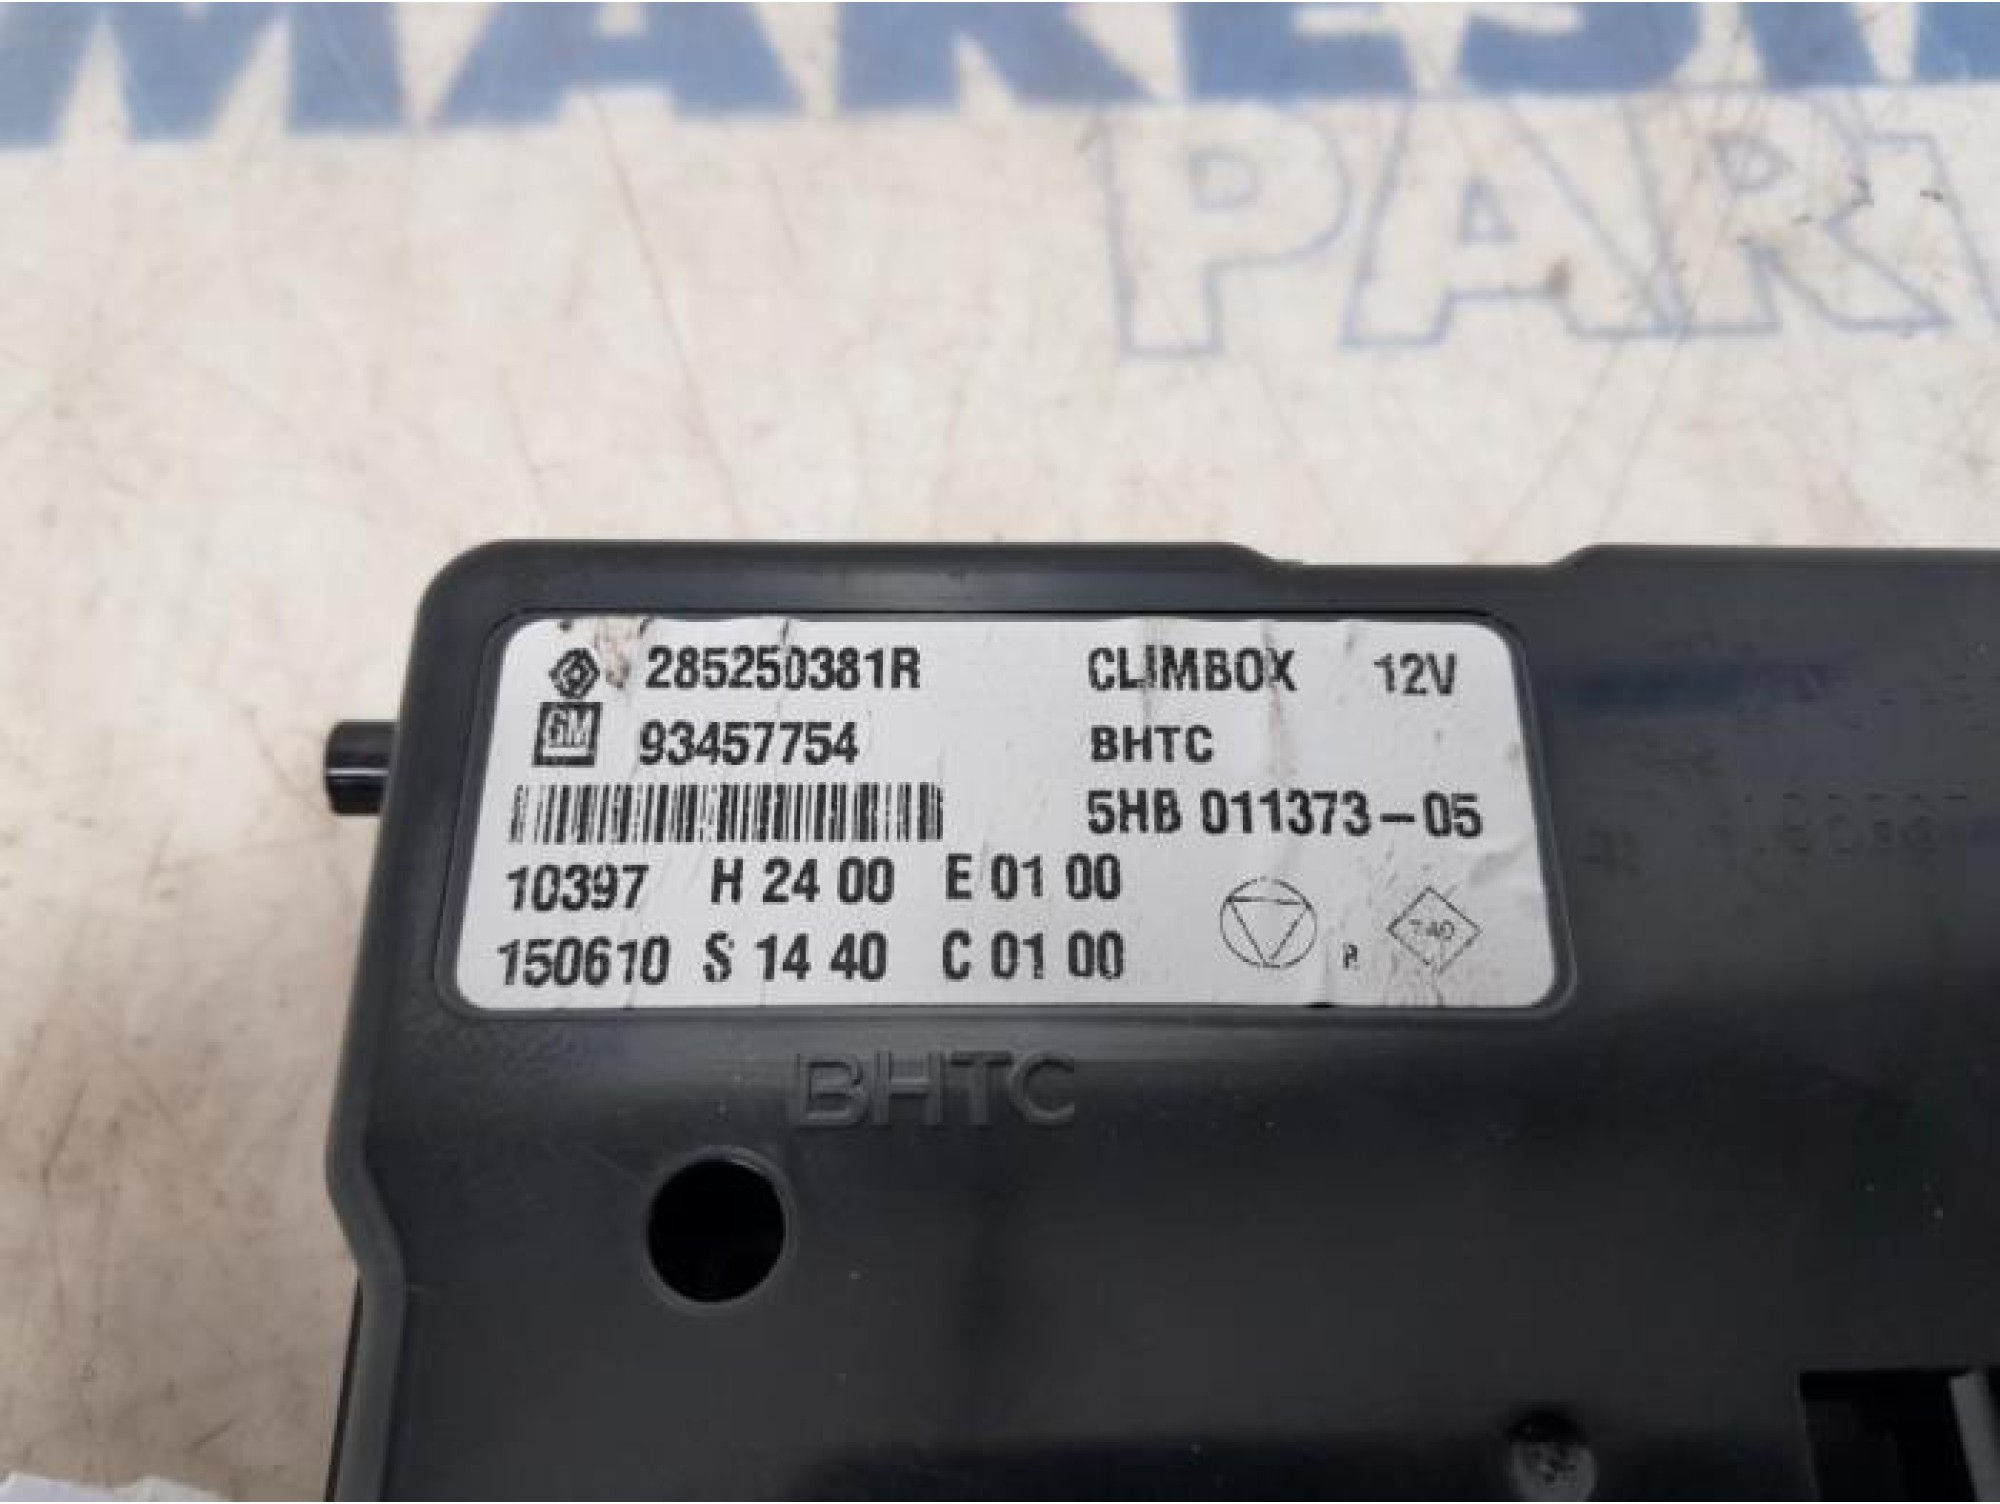 PAR
285250381R CLIMBOX 12V
GM 93457754 BHTC
5HB 011373-05
10397 H 24 00 E 01 00
150610 S 14 40 C 01 00
BHTC